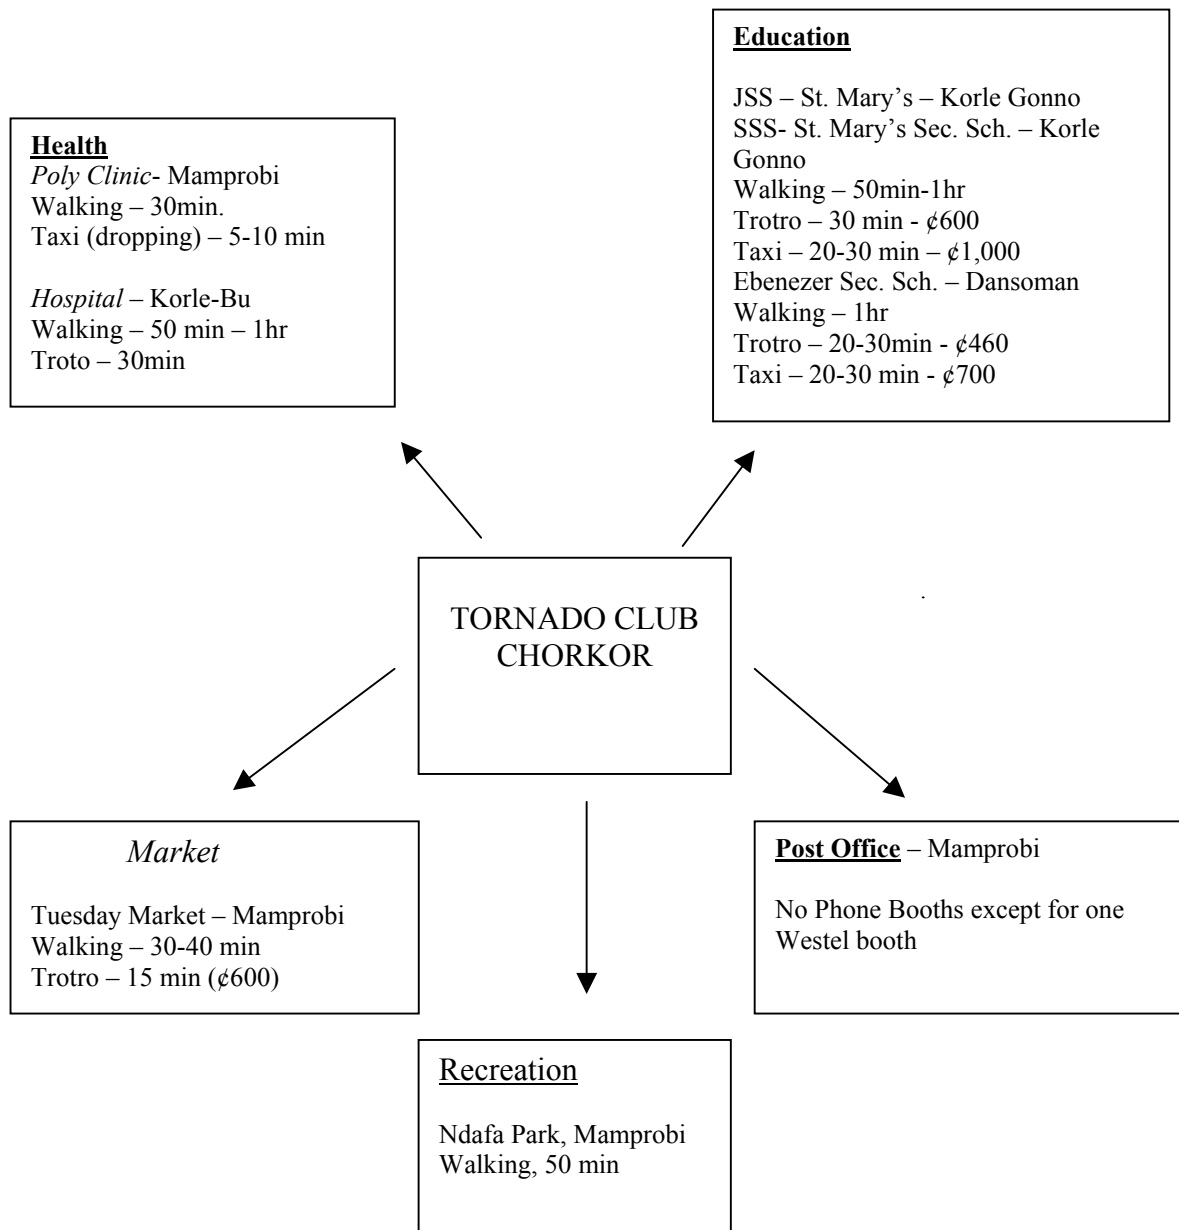 Education
JSS – St. Mary’s – Korle Gonno
SSS- St. Mary’s Sec. Sch. – Korle
Gonno
Walking – 50min-1hr
Trotro – 30 min - ¢600
Taxi – 20-30 min – ¢1,000
Ebenezer Sec. Sch. – Dansoman
Walking – 1hr
Trotro – 20-30min - ¢460
Taxi – 20-30 min - ¢700
Health
Poly Clinic- Mamprobi
Walking – 30min.
Taxi (dropping) – 5-10 min
Hospital – Korle-Bu
Walking – 50 min – 1hr
Troto – 30min
TORNADO CLUB
CHORKOR
Market
Tuesday Market – Mamprobi
Walking – 30-40 min
Trotro – 15 min (¢600)
Post Office – Mamprobi
No Phone Booths except for one
Westel booth
Recreation
Ndafa Park, Mamprobi
Walking, 50 min